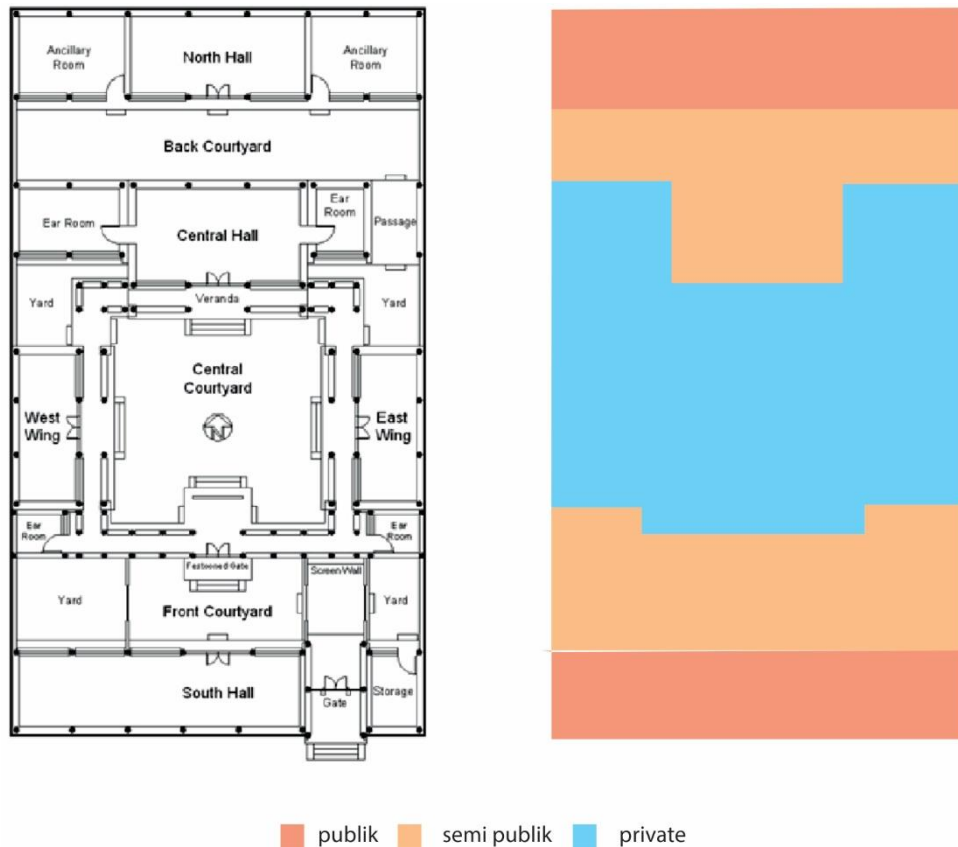 Ancillary
Room
North Hall
Ancillary
Room
Back Courtyard
Ear Room
Central Hall
Ear
Room
Passage
Yard
Veranda
Yard
Central
Courtyard
West
Wing
N
East
Wing
Ear
Room
Ear
Room
Festooned Gate
Screen Wall
Yard
Front Courtyard
Yard
South Hall
Gate
Storage
publik
semi publik
private